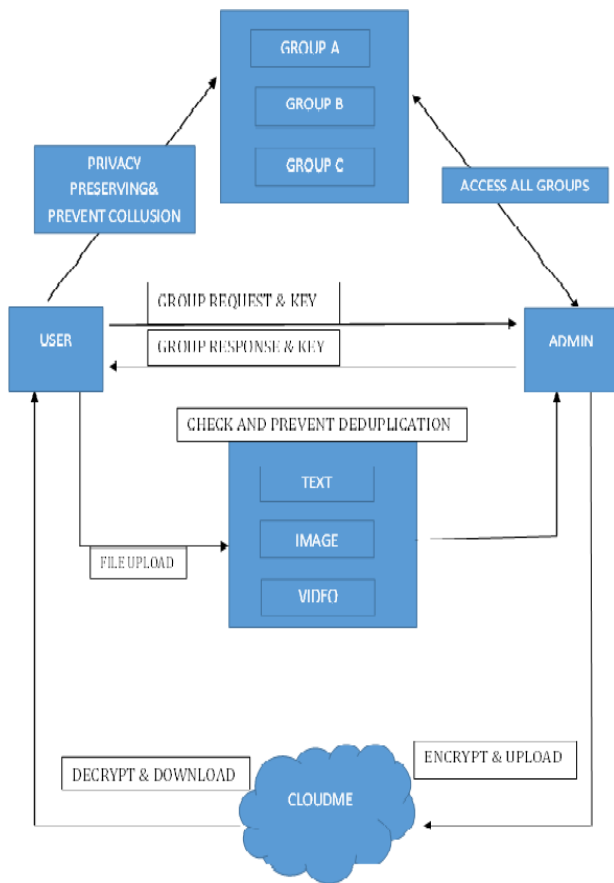 GROUP A
GROUP B
GROUP C
PRIVACY
PRESERVING&
PREVENT COLLUSION
ACCESS ALL GROUPS
GROUP REQUEST & KEY
USER
ADMIN
GROUP RESPONSE & KEY
CHECK AND PREVENT DEDUPLICATION
TEXT
IMAGE
FILE UPLOAD
VIDEO
ENCRYPT & UPLOAD
DECRYPT & DOWNLOAD
CLOUDME